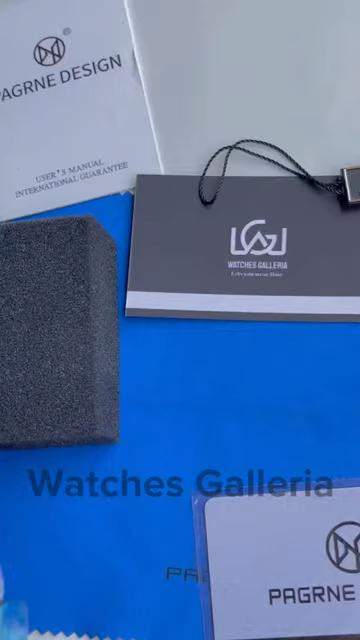 PAGRNE DESIGN
USER'S MANUAL
INTERNATIONAL GUARANTEE
WATCHES GALLERIA
Watches Galleria
PAGRNE